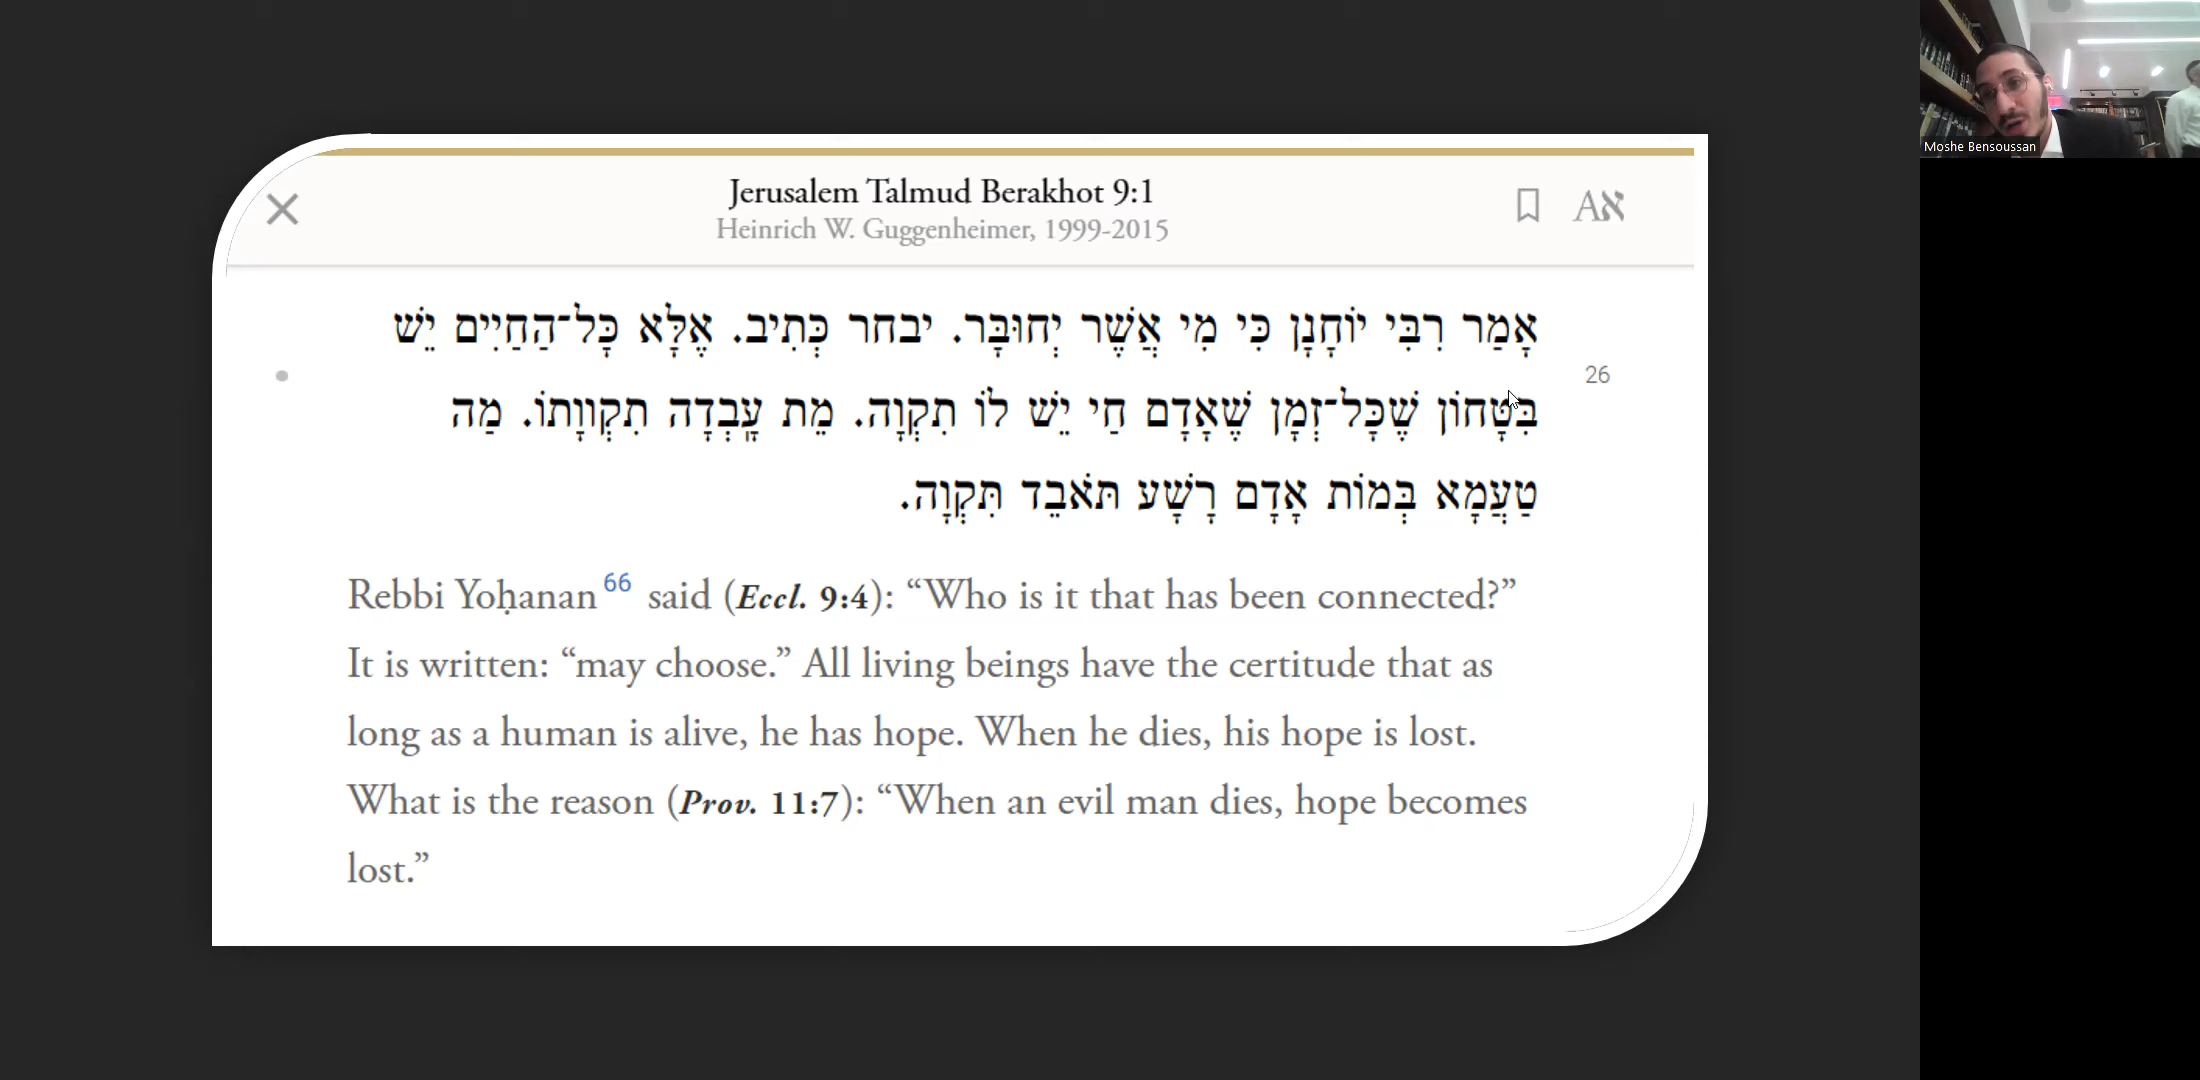 Jerusalem Talmud Berakhot 9:1
Heinrich W. Guggenheimer, 1999-2015
Aא
אָמַר רִבִּי יוֹחָנָן כִּי מִי אֲשֶׁר יְחוּבָּר. יבחר כְּתִיב. אֶלָּא כָּל־הַחַיִּים יֵשׁ
בִּטָּחוֹן שֶׁכָּל־זְמָן שֶׁאָדָם חַי יֵשׁ לוֹ תִקְוָה. מֵת עָֽבְדָה תִקְווָתוֹ. מַה
טַעֲמָא בְּמוֹת אָדָם רָשָׁע תֹּאבַד תִּקְוָה.
26
Rebbi Yoḥanan66 said (Eccl. 9:4): “Who is it that has been connected?”
It is written: “may choose.” All living beings have the certitude that as
long as a human is alive, he has hope. When he dies, his hope is lost.
What is the reason (Prov. 11:7): “When an evil man dies, hope becomes
lost.”
Moshe Bensoussan